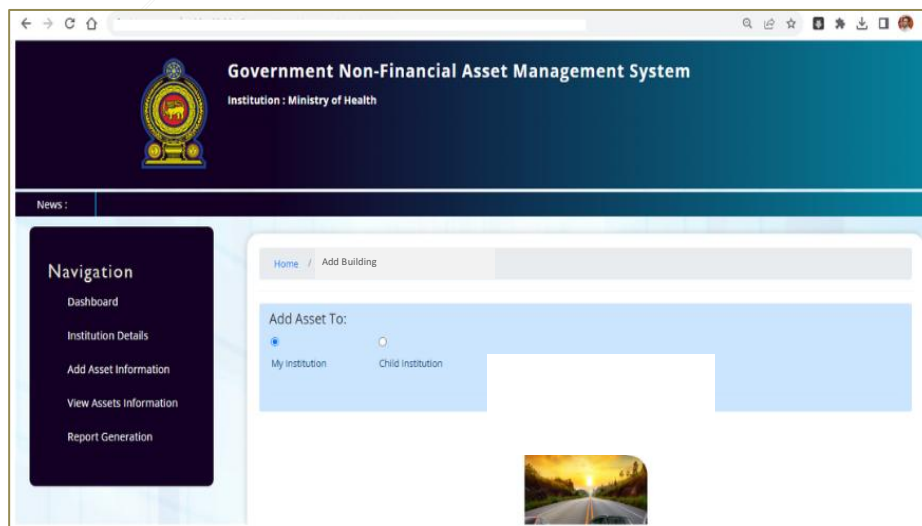 Government Non-Financial Asset Management System
Institution : Ministry of Health
News :
Navigation
Dashboard
Institution Details
Add Asset Information
View Assets Information
Report Generation
Home / Add Building
Add Asset To:
My Institution Child Institution